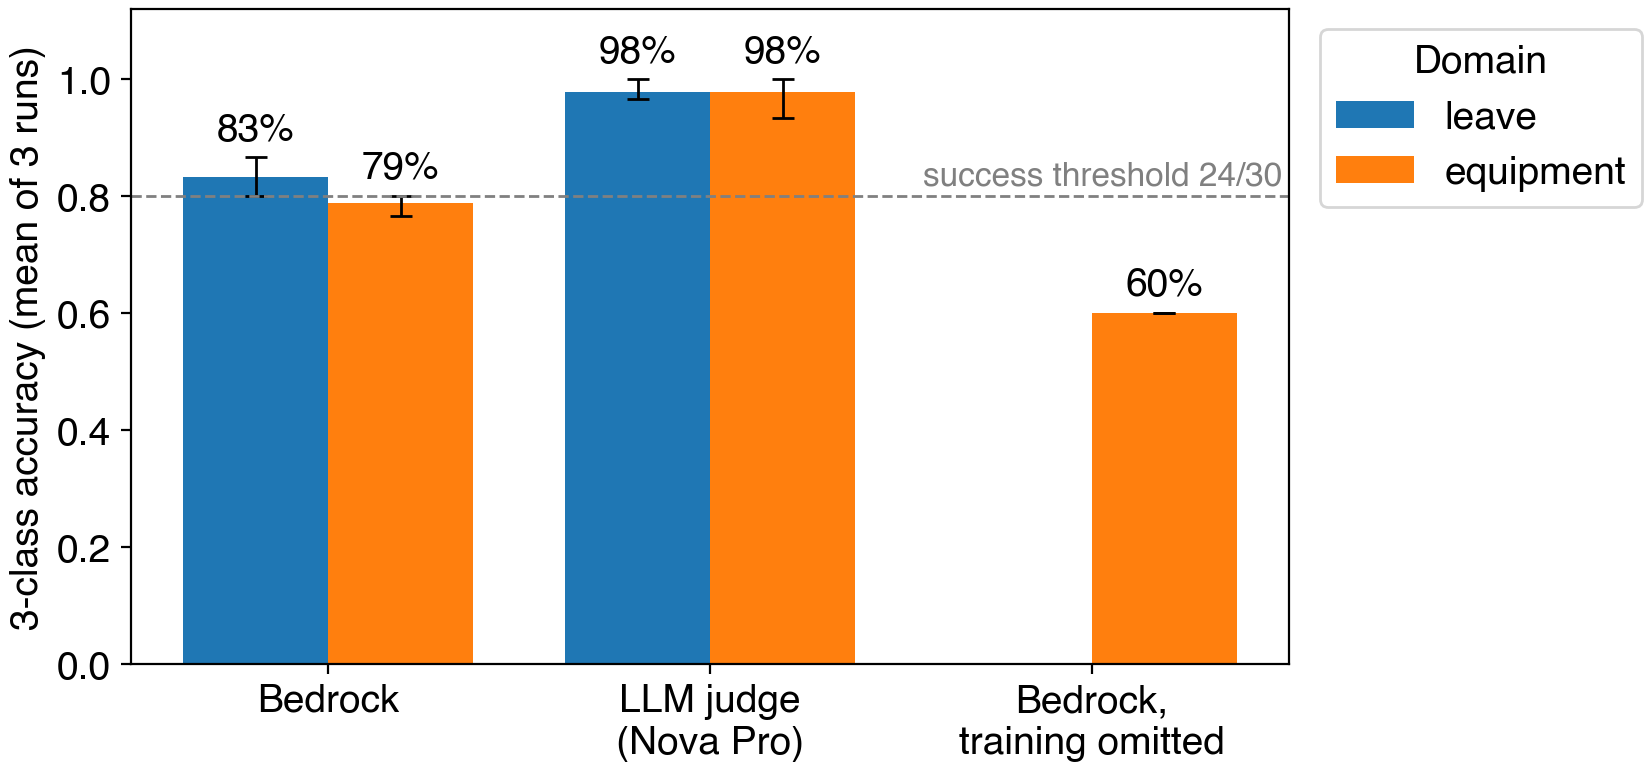 3-class accuracy (mean of 3 runs)
1.0
0.8
0.6
0.4
0.2
0.0
83%
79%
98%
98%
60%
success threshold 24/30
Bedrock
LLM judge
(Nova Pro)
Bedrock,
training omitted
Domain
leave
equipment